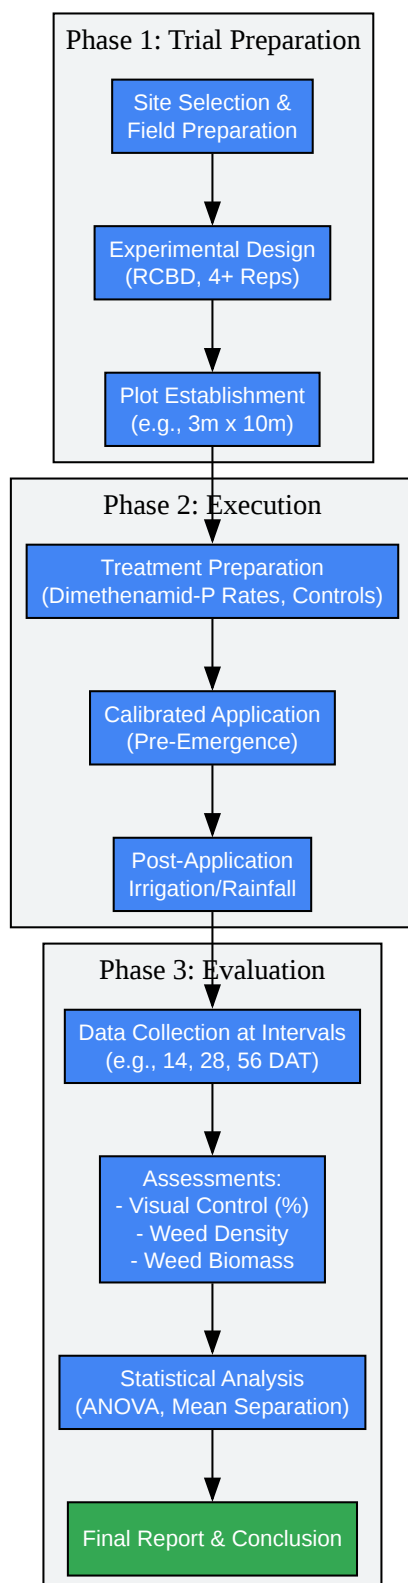 Phase 1: Trial Preparation
Site Selection &
Field Preparation
Experimental Design
(RCBD, 4+ Reps)
Plot Establishment
(e.g., 3m x 10m)
Phase 2: Execution
Treatment Preparation
(Dimethenamid-P Rates, Controls)
Calibrated Application
(Pre-Emergence)
Post-Application
Irrigation/Rainfall
Phase 3: Evaluation
Data Collection at Intervals
(e.g., 14, 28, 56 DAT)
Assessments:
- Visual Control (%)
- Weed Density
- Weed Biomass
Statistical Analysis
(ANOVA, Mean Separation)
Final Report & Conclusion